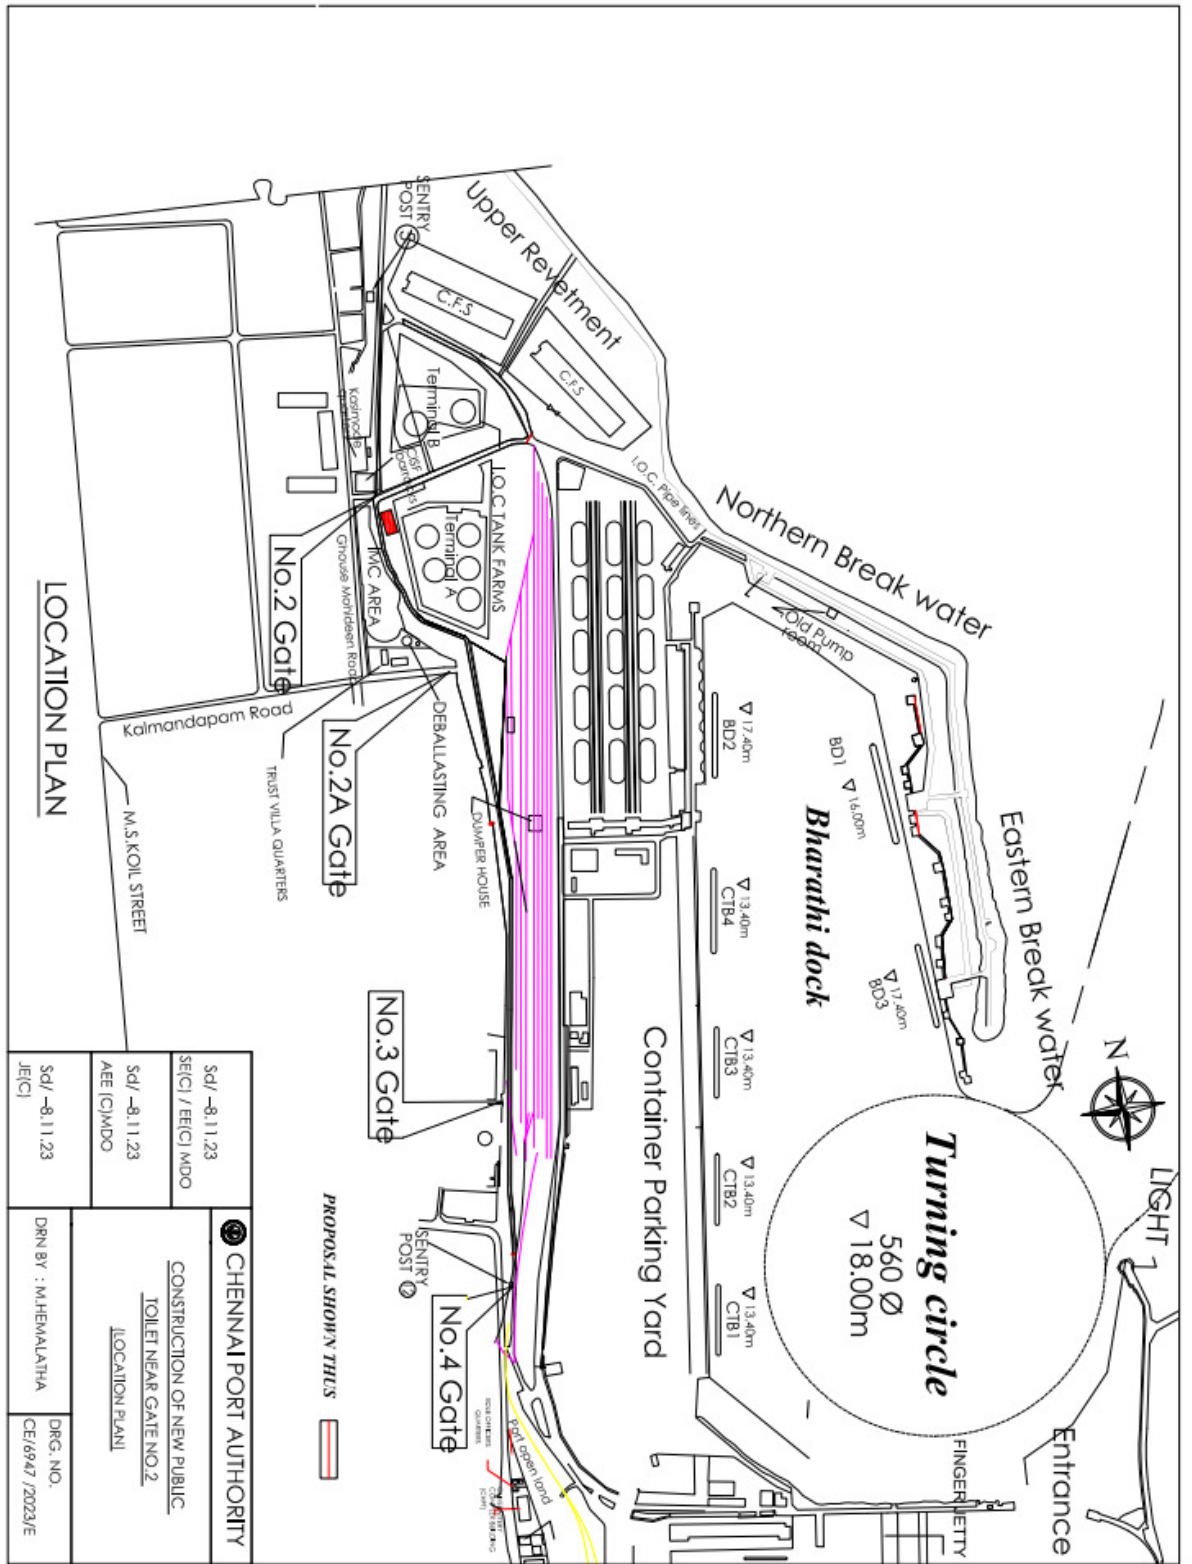 LIGHT 7
N
Entrance
FINGER JETTY
Turning circle
560 Ø
▽ 18.00m
Eastern Break water
Northern Break water
Upper Revetment
I.O.C. Pipe lines
Old Pump
room
BD1
▽ 16.00m
▽ 17.40m
BD3
Bharathi dock
▽ 17.40m
BD2
▽ 13.40m
CTB4
▽ 13.40m
CTB3
▽ 13.40m
CTB2
▽ 13.40m
CTB1
Container Parking Yard
C.F.S
C.F.S
SENTRY
POST
Terminal B
CISF
barracks
Kasimode
I.O.C TANK FARMS
Terminal A
IMC AREA
Ghouse Mohideen Road
No.2 Gate
No.2A Gate
DEBALLASTING AREA
DUMPER HOUSE
TRUST VILLA QUARTERS
Kalmandapam Road
M.S.KOIL STREET
No.3 Gate
SENTRY
POST 12
No.4 Gate
Port open land
LOCATION PLAN
PROPOSAL SHOWN THUS
CHENNAI PORT AUTHORITY
CONSTRUCTION OF NEW PUBLIC
TOILET NEAR GATE NO.2
(LOCATION PLAN)
Sd/ -8.11.23
SE(C) / EE(C) MDO
Sd/ -8.11.23
AEE (C)MDO
Sd/ -8.11.23
JE(C)
DRN BY : M.HEMALATHA
DRG. NO.
CE/6947 /2023/E